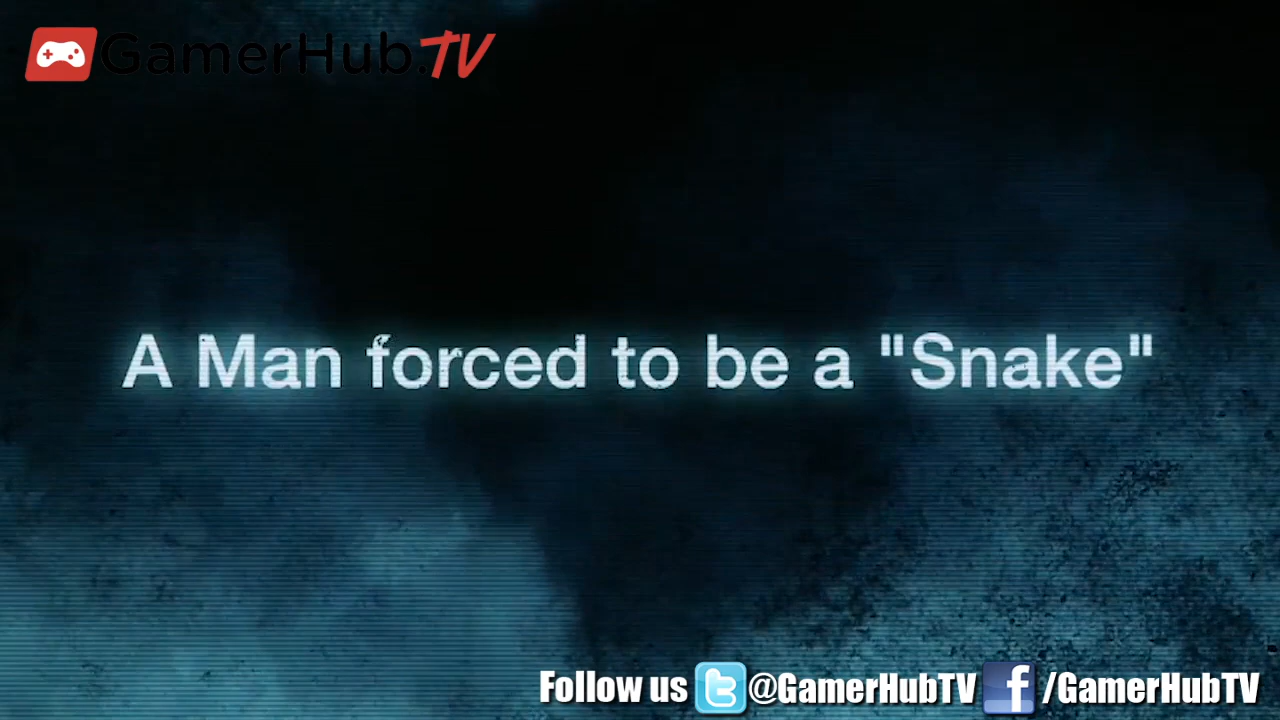 GamerHub.TV
A Man forced to be a "Snake"
Follow us @GamerHubTV /GamerHubTV